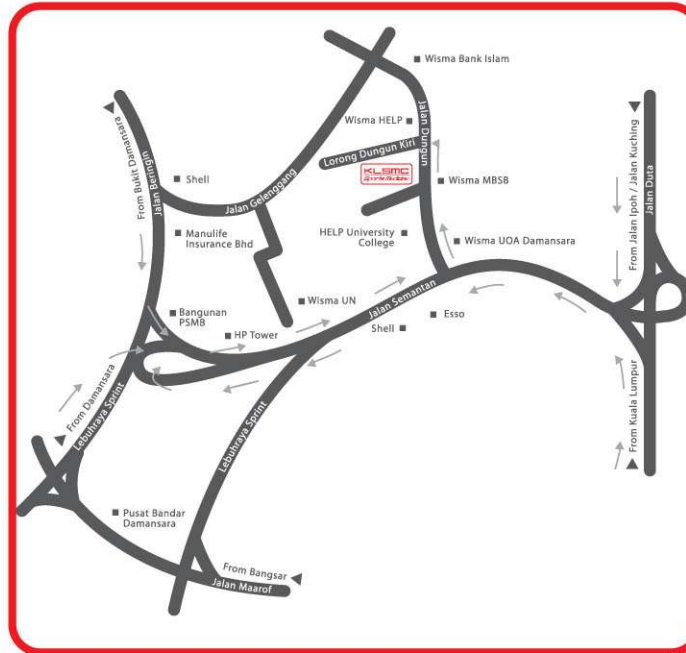 Wisma Bank Islam
Jalan Dungun
Wisma HELP
Lorong Dungun Kiri
KLSMC
Wisma MBSB
From Bukit Damansara
Jalan Beringin
Shell
Jalan Gelenggang
From Jalan Ipoh / Jalan Kuching
Jalan Duta
Manulife
Insurance Bhd
HELP University
College
Wisma UOA Damansara
Wisma UN
Jalan Semantan
Bangunan
PSMB
HP Tower
Esso
Shell
From Damansara
Lebuhraya Sprint
Lebuhraya Sprint
From Kuala Lumpur
Pusat Bandar
Damansara
From Bangsar
Jalan Maarof